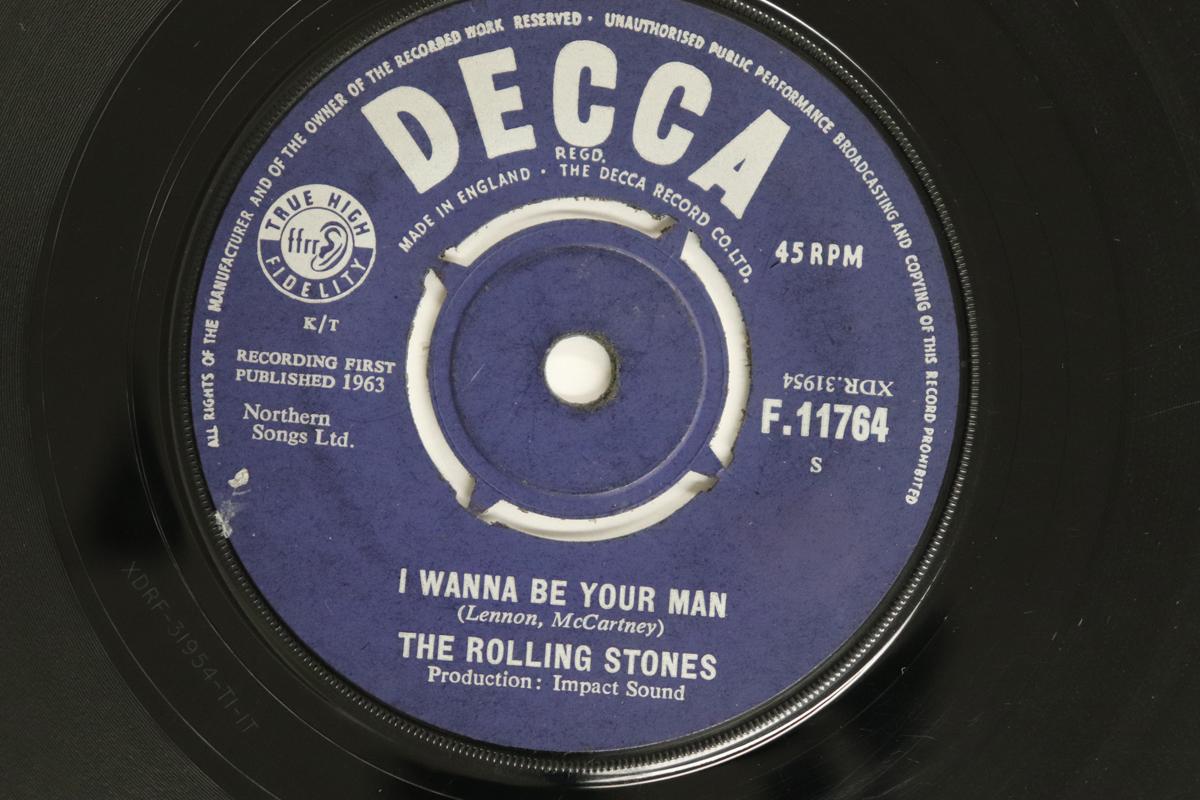 ALL RIGHTS OF THE MANUFACTURER AND OF THE OWNER OF THE RECORDED WORK RESERVED · UNAUTHORISED PUBLIC PERFORMANCE BROADCASTING AND COPYING OF THIS RECORD PROHIBITED
DECCA
REGD.
MADE IN ENGLAND · THE DECCA RECORD CO. LTD.
TRUE HIGH
ffrr
FIDELITY
45 RPM
K/T
RECORDING FIRST
PUBLISHED 1963
Northern
Songs Ltd.
XDR.31954
F.11764
S
I WANNA BE YOUR MAN
(Lennon, McCartney)
THE ROLLING STONES
Production: Impact Sound
XDRF-31954-T1-1T